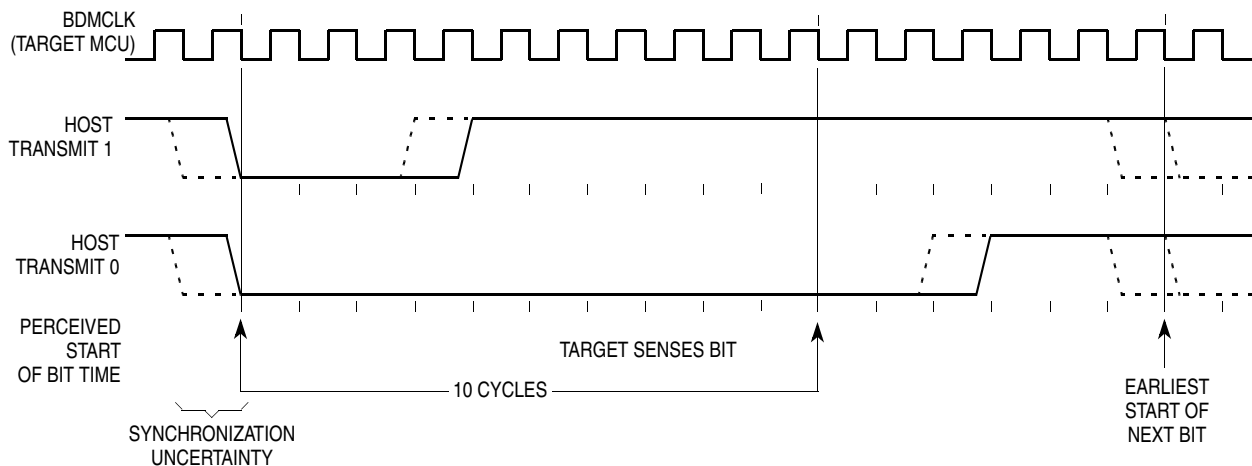 BDMCLK
(TARGET MCU)
HOST
TRANSMIT 1
HOST
TRANSMIT 0
PERCEIVED
START
OF BIT TIME
TARGET SENSES BIT
10 CYCLES
EARLIEST
START OF
NEXT BIT
SYNCHRONIZATION
UNCERTAINTY